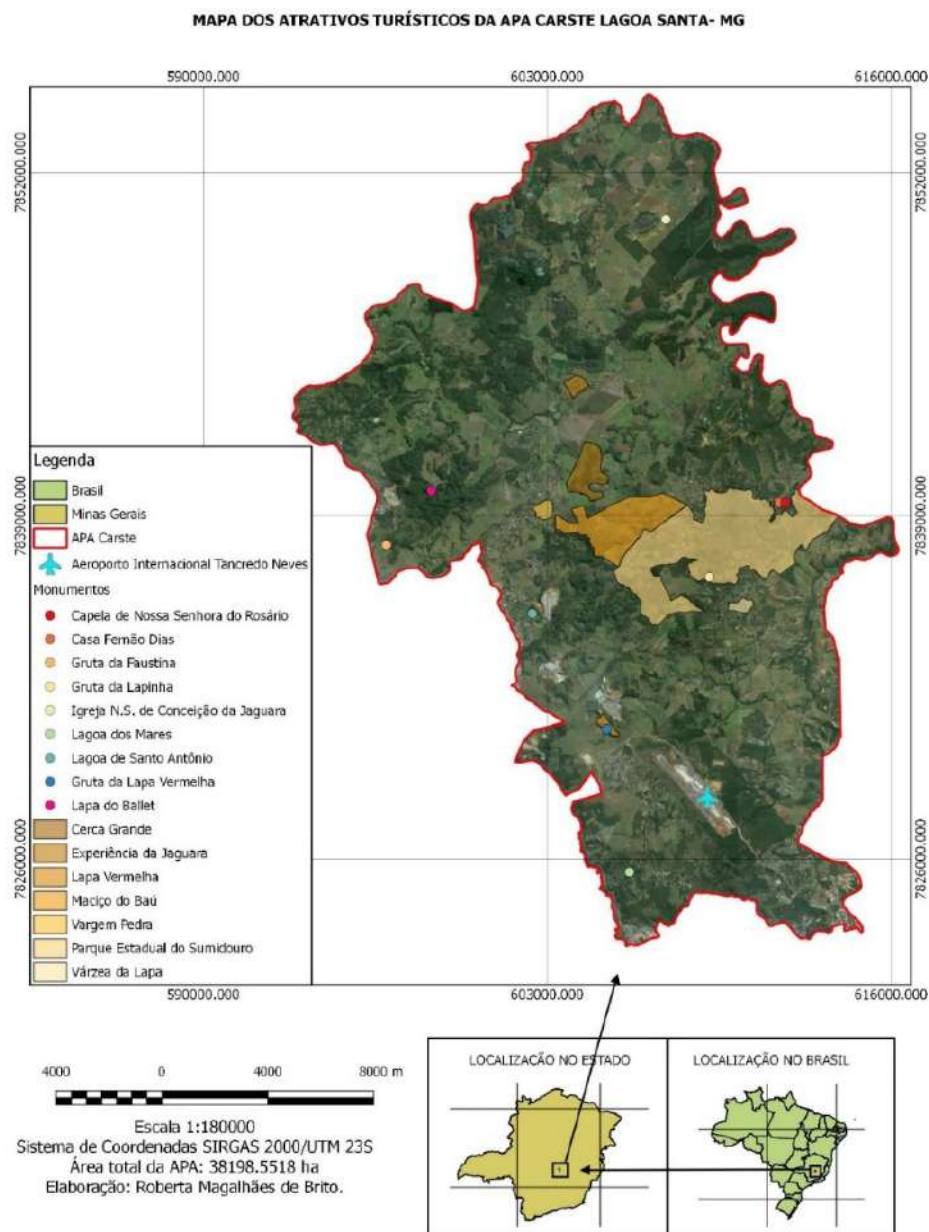 MAPA DOS ATRATIVOS TURÍSTICOS DA APA CARSTE LAGOA SANTA- MG
590000.000
603000.000
616000.000
7852000.000
7852000.000
7839000.000
7839000.000
7826000.000
7826000.000
Legenda
Brasil
Minas Gerais
APA Carste
Aeroporto Internacional Tancredo Neves
Monumentos
Capela de Nossa Senhora do Rosário
Casa Fernão Dias
Gruta da Faustina
Gruta da Lapinha
Igreja N.S. de Conceição da Jaguara
Lagoa dos Mares
Lagoa de Santo Antônio
Gruta da Lapa Vermelha
Lapa do Ballet
Cerca Grande
Experiência da Jaguara
Lapa Vermelha
Maciço do Baú
Vargem Pedra
Parque Estadual do Sumidouro
Várzea da Lapa
590000.000
603000.000
616000.000
4000
0
4000
8000 m
Escala 1:180000
Sistema de Coordenadas SIRGAS 2000/UTM 23S
Área total da APA: 38198.5518 ha
Elaboração: Roberta Magalhães de Brito.
LOCALIZAÇÃO NO ESTADO
LOCALIZAÇÃO NO BRASIL